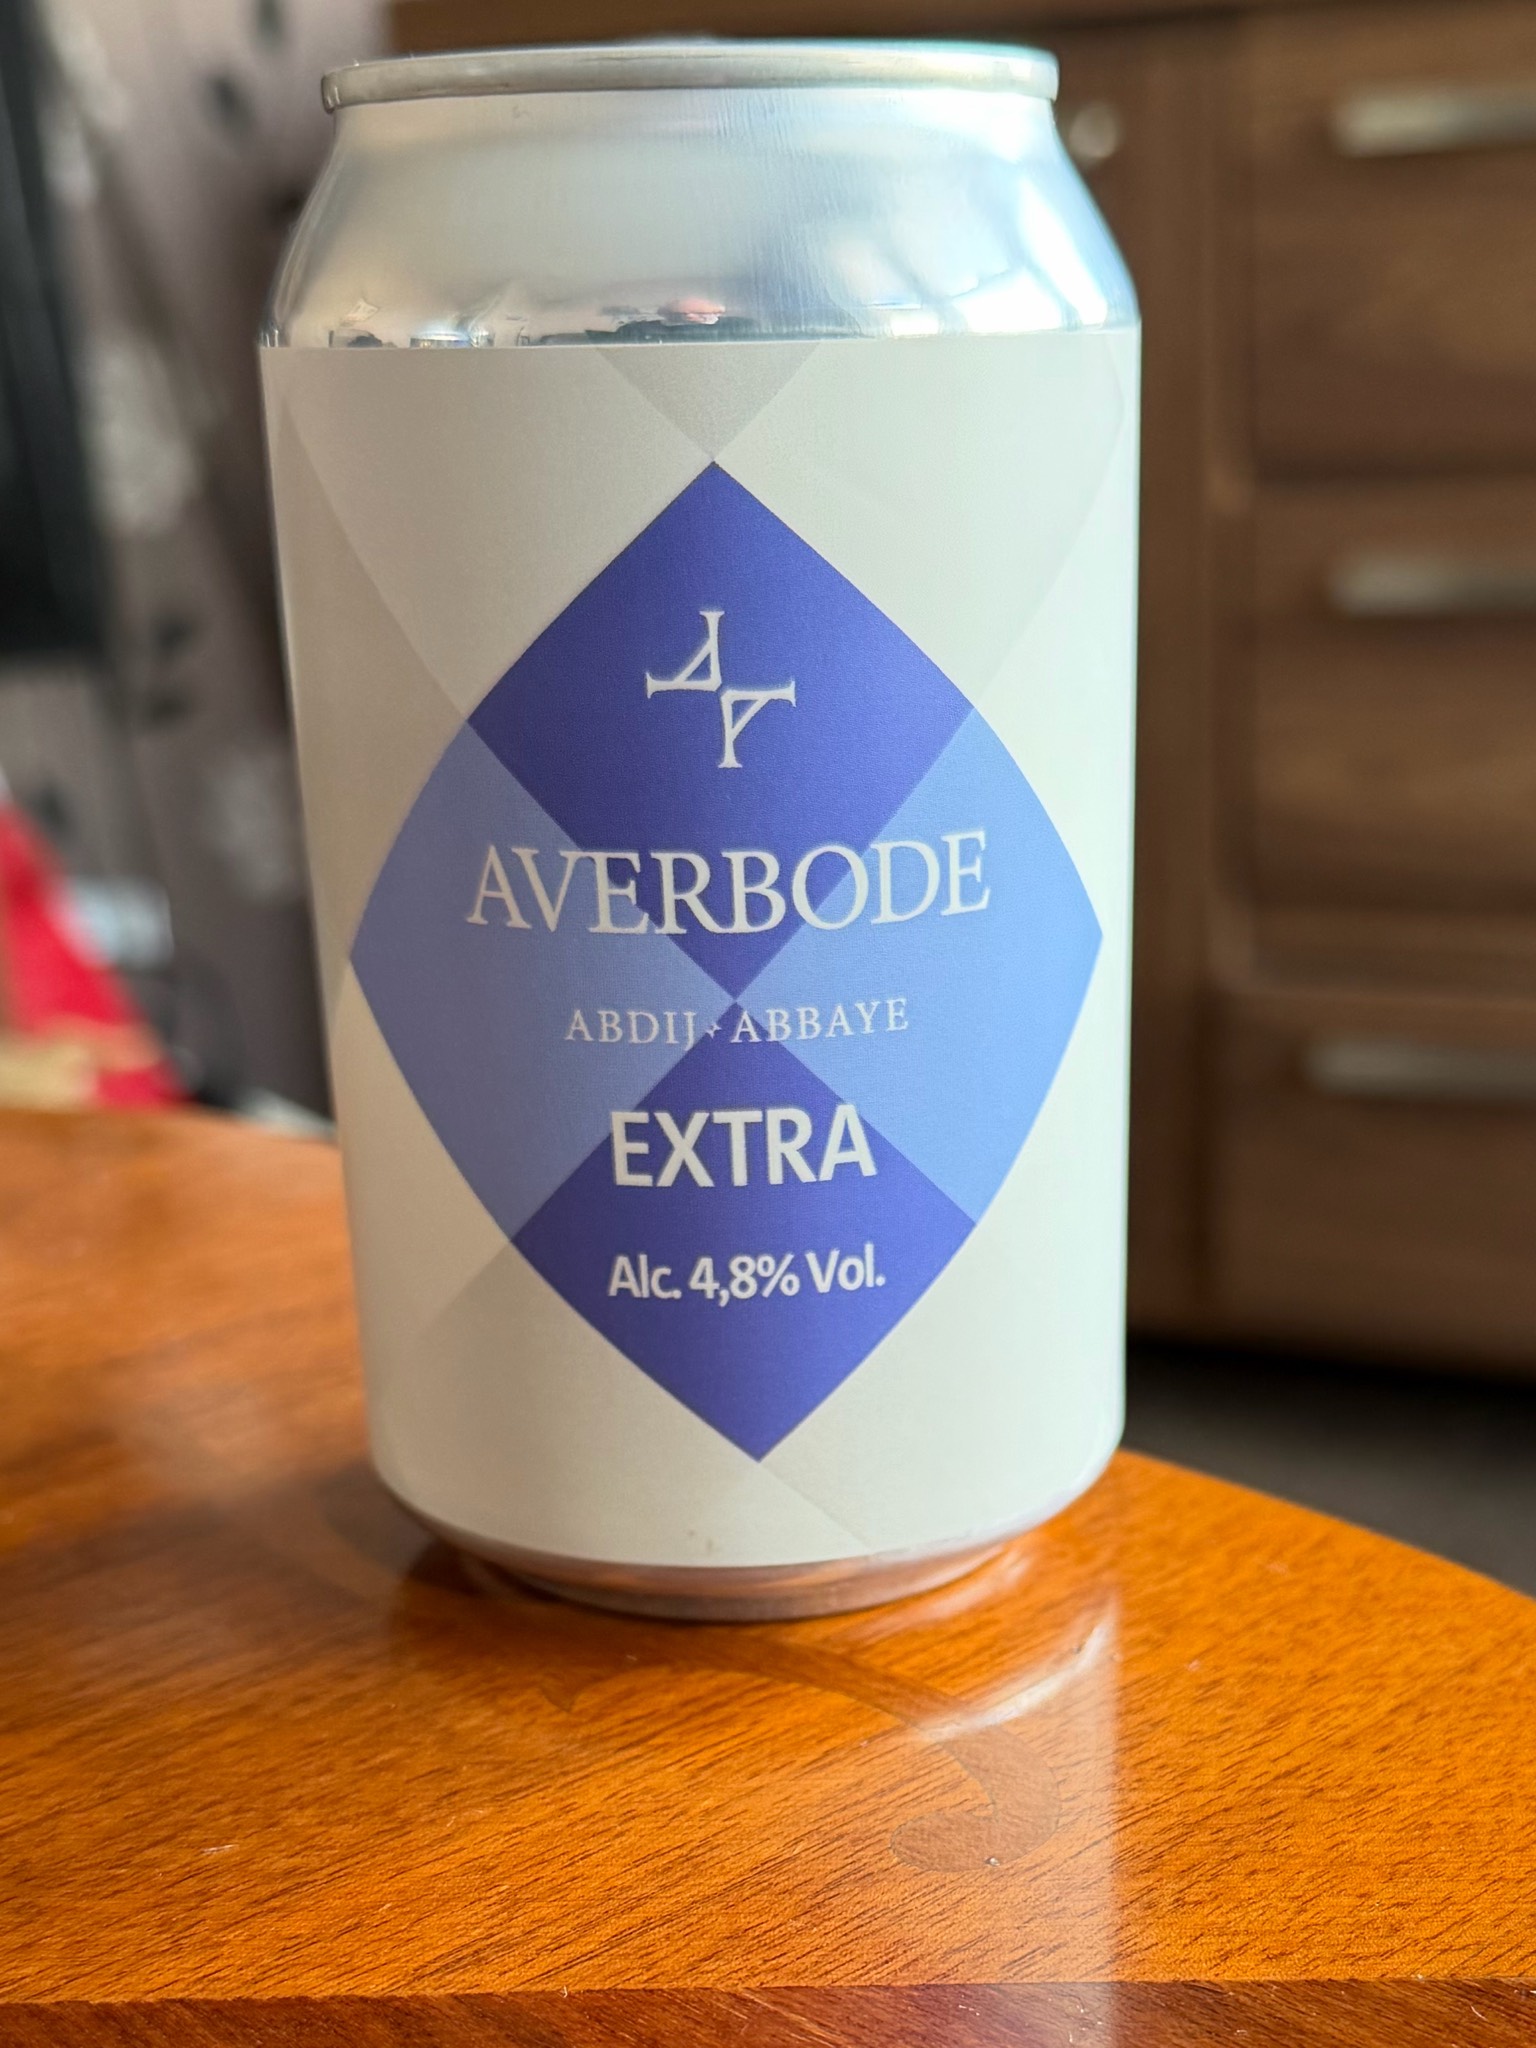 AVERBODE
ABDIJ ABBAYE
EXTRA
Alc. 4,8% Vol.